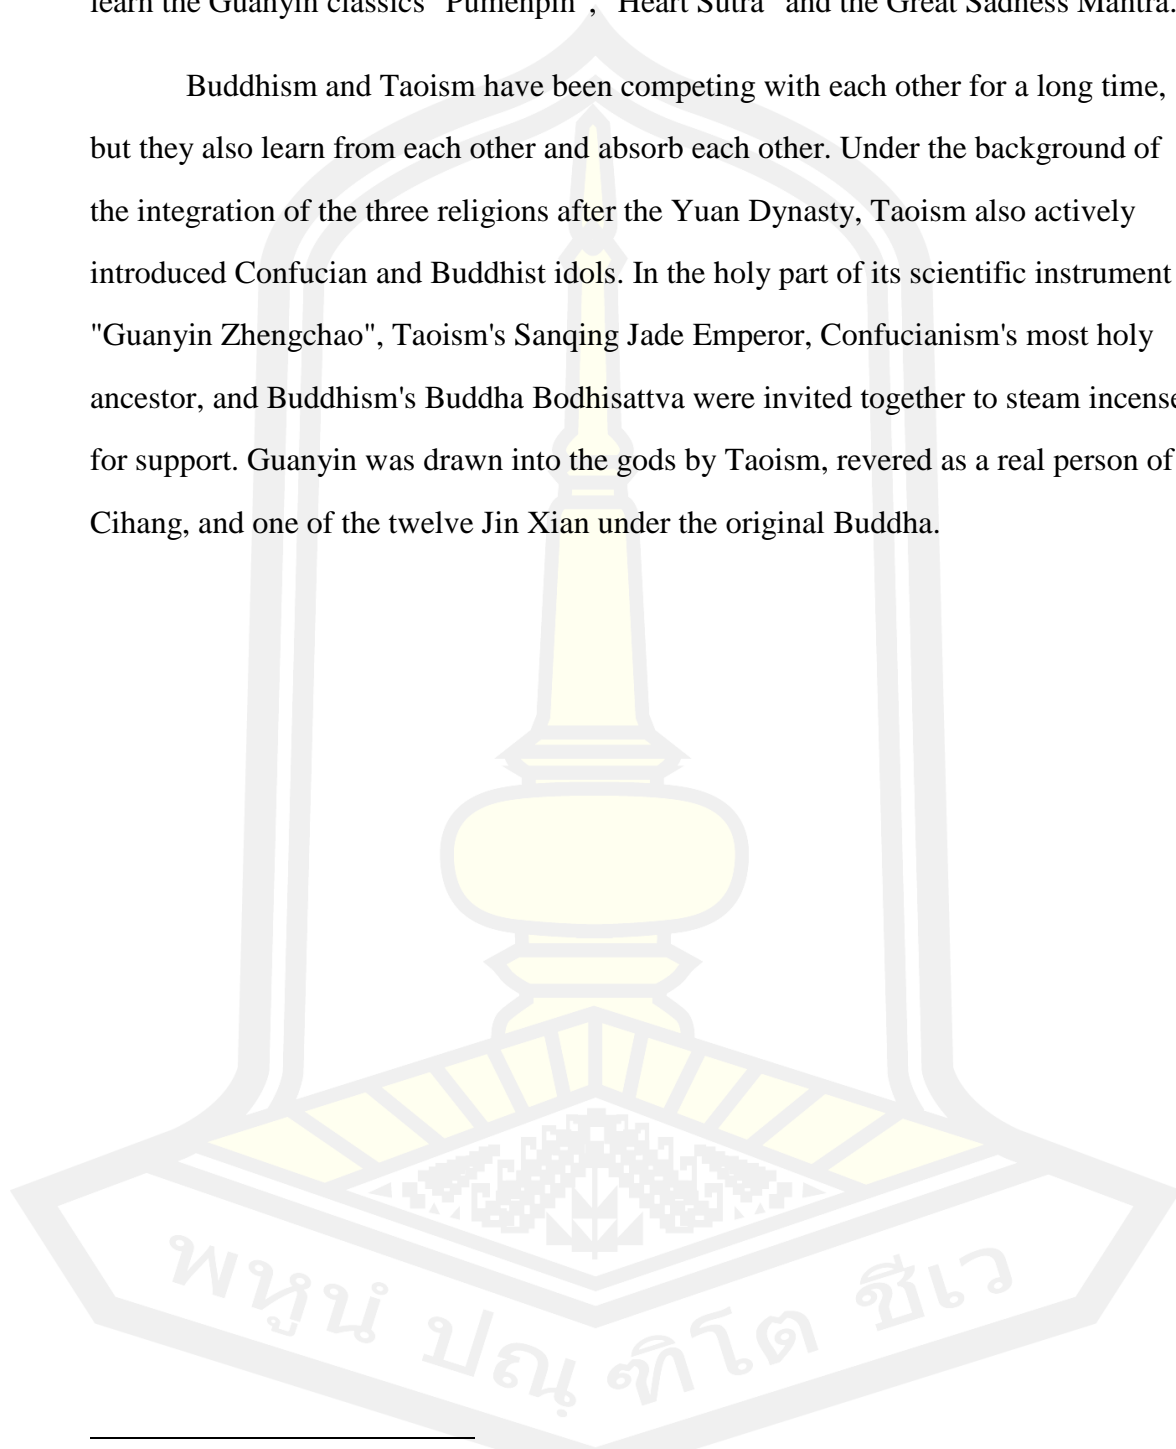 learn the Guanyin classics "Pumenpin", "Heart Sutra" and the Great Sadness Mantra.
Buddhism and Taoism have been competing with each other for a long time,
but they also learn from each other and absorb each other. Under the background of
the integration of the three religions after the Yuan Dynasty, Taoism also actively
introduced Confucian and Buddhist idols. In the holy part of its scientific instrument
"Guanyin Zhengchao", Taoism's Sanqing Jade Emperor, Confucianism's most holy
ancestor, and Buddhism's Buddha Bodhisattva were invited together to steam incense
for support. Guanyin was drawn into the gods by Taoism, revered as a real person of
Cihang, and one of the twelve Jin Xian under the original Buddha.
พหูนํ ปณฺฑิโต ชีเว